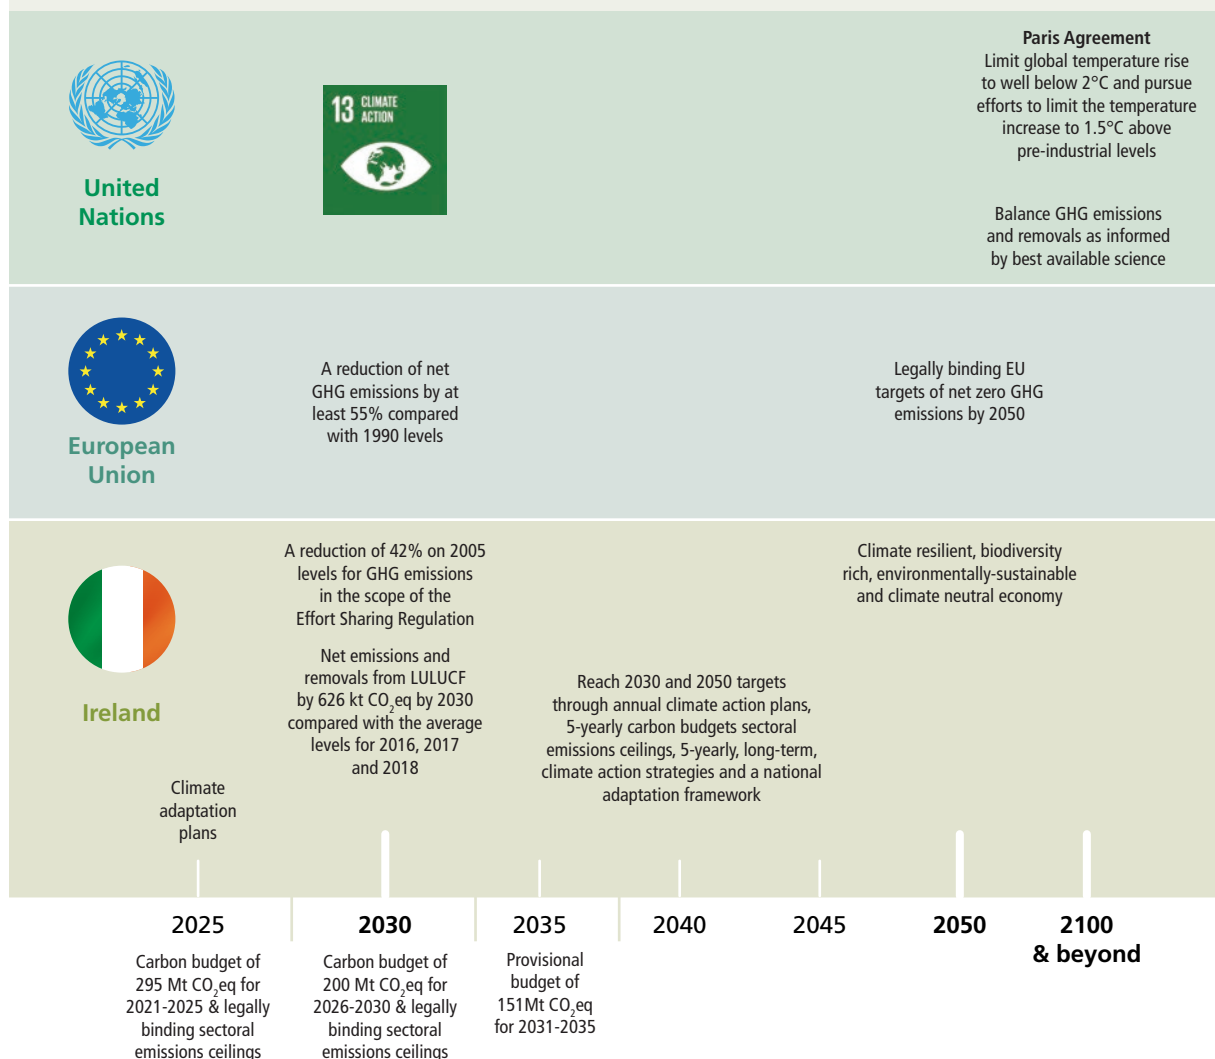 Paris Agreement
Limit global temperature rise
to well below 2°C and pursue
efforts to limit the temperature
increase to 1.5°C above
pre-industrial levels
13 CLIMATE
ACTION
United
Nations
Balance GHG emissions
and removals as informed
by best available science
A reduction of net
GHG emissions by at
least 55% compared
with 1990 levels
Legally binding EU
targets of net zero GHG
emissions by 2050
European
Union
A reduction of 42% on 2005
levels for GHG emissions
in the scope of the
Effort Sharing Regulation
Climate resilient, biodiversity
rich, environmentally-sustainable
and climate neutral economy
Net emissions and
removals from LULUCF
by 626 kt CO₂eq by 2030
compared with the average
levels for 2016, 2017
and 2018
Ireland
Reach 2030 and 2050 targets
through annual climate action plans,
5-yearly carbon budgets sectoral
emissions ceilings, 5-yearly, long-term,
climate action strategies and a national
adaptation framework
Climate
adaptation
plans
2025
2030
2035
2040
2045
2050
2100
& beyond
Carbon budget of
295 Mt CO₂eq for
2021-2025 & legally
binding sectoral
emissions ceilings
Carbon budget of
200 Mt CO₂eq for
2026-2030 & legally
binding sectoral
emissions ceilings
Provisional
budget of
151Mt CO₂eq
for 2031-2035